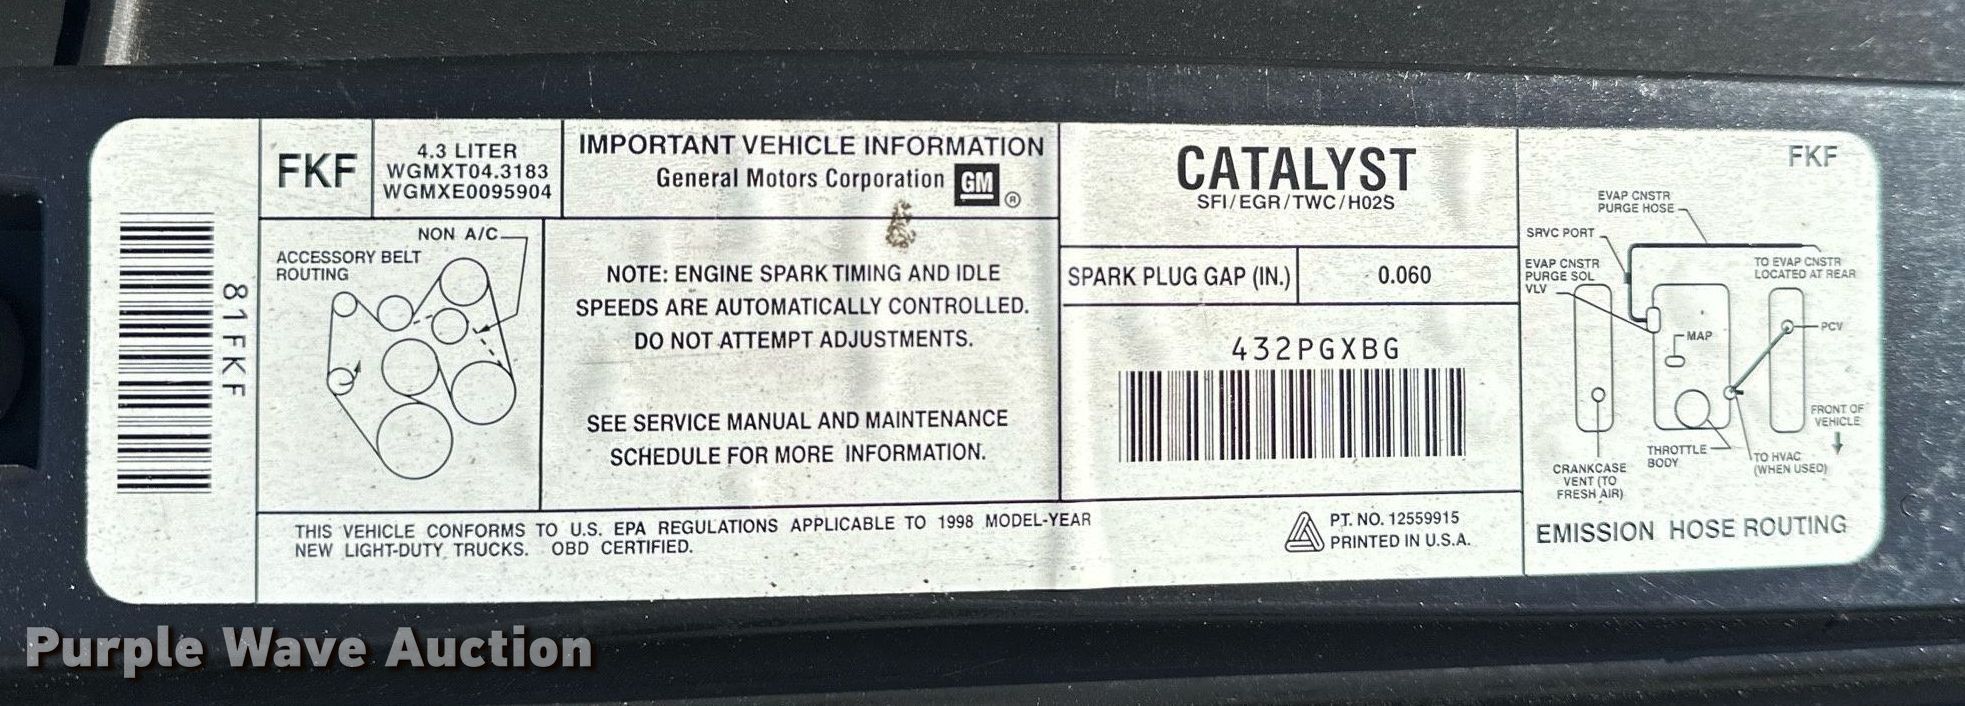 81FKF
FKF
4.3 LITER
WGMXT04.3183
WGMXE0095904
IMPORTANT VEHICLE INFORMATION
General Motors Corporation GM ®
NON A/C
ACCESSORY BELT
ROUTING
NOTE: ENGINE SPARK TIMING AND IDLE
SPEEDS ARE AUTOMATICALLY CONTROLLED.
DO NOT ATTEMPT ADJUSTMENTS.
SEE SERVICE MANUAL AND MAINTENANCE
SCHEDULE FOR MORE INFORMATION.
THIS VEHICLE CONFORMS TO U.S. EPA REGULATIONS APPLICABLE TO 1998 MODEL-YEAR
NEW LIGHT-DUTY TRUCKS. OBD CERTIFIED.
CATALYST
SFI/EGR/TWC/HO2S
SPARK PLUG GAP (IN.) 0.060
432PGXBG
PT. NO. 12559915
PRINTED IN U.S.A.
FKF
EVAP CNSTR
PURGE HOSE
SRVC PORT
EVAP CNSTR
PURGE SOL
VLV
TO EVAP CNSTR
LOCATED AT REAR
MAP
PCV
FRONT OF
VEHICLE
THROTTLE
BODY
TO HVAC
(WHEN USED)
CRANKCASE
VENT (TO
FRESH AIR)
EMISSION HOSE ROUTING
Purple Wave Auction